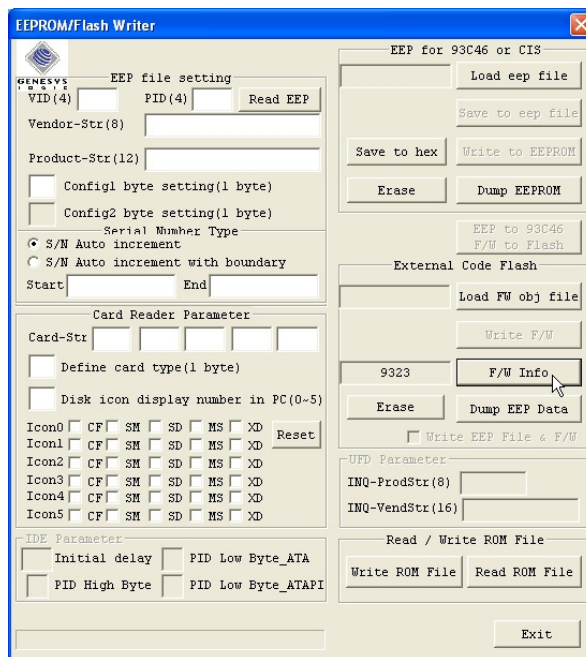 EEPROM/Flash Writer
GENESYS
LOGIC
EEP file setting
VID(4) PID(4) Read EEP
Vendor-Str(8)
Product-Str(12)
Config1 byte setting(1 byte)
Config2 byte setting(1 byte)
Serial Number Type
S/N Auto increment
S/N Auto increment with boundary
Start End
Card Reader Parameter
Card-Str
Define card type(1 byte)
Disk icon display number in PC(0~5)
Icon0 CF SM SD MS XD Reset
Icon1 CF SM SD MS XD
Icon2 CF SM SD MS XD
Icon3 CF SM SD MS XD
Icon4 CF SM SD MS XD
Icon5 CF SM SD MS XD
IDE Parameter
Initial delay PID Low Byte_ATA
PID High Byte PID Low Byte_ATAPI
EEP for 93C46 or CIS
Load eep file
Save to eep file
Save to hex Write to EEPROM
Erase Dump EEPROM
EEP to 93C46
F/W to Flash
External Code Flash
Load FW obj file
Write F/W
9323 F/W Info
Erase Dump EEP Data
Write EEP File & F/W
UFD Parameter
INQ-ProdStr(8)
INQ-VendStr(16)
Read / Write ROM File
Write ROM File Read ROM File
Exit